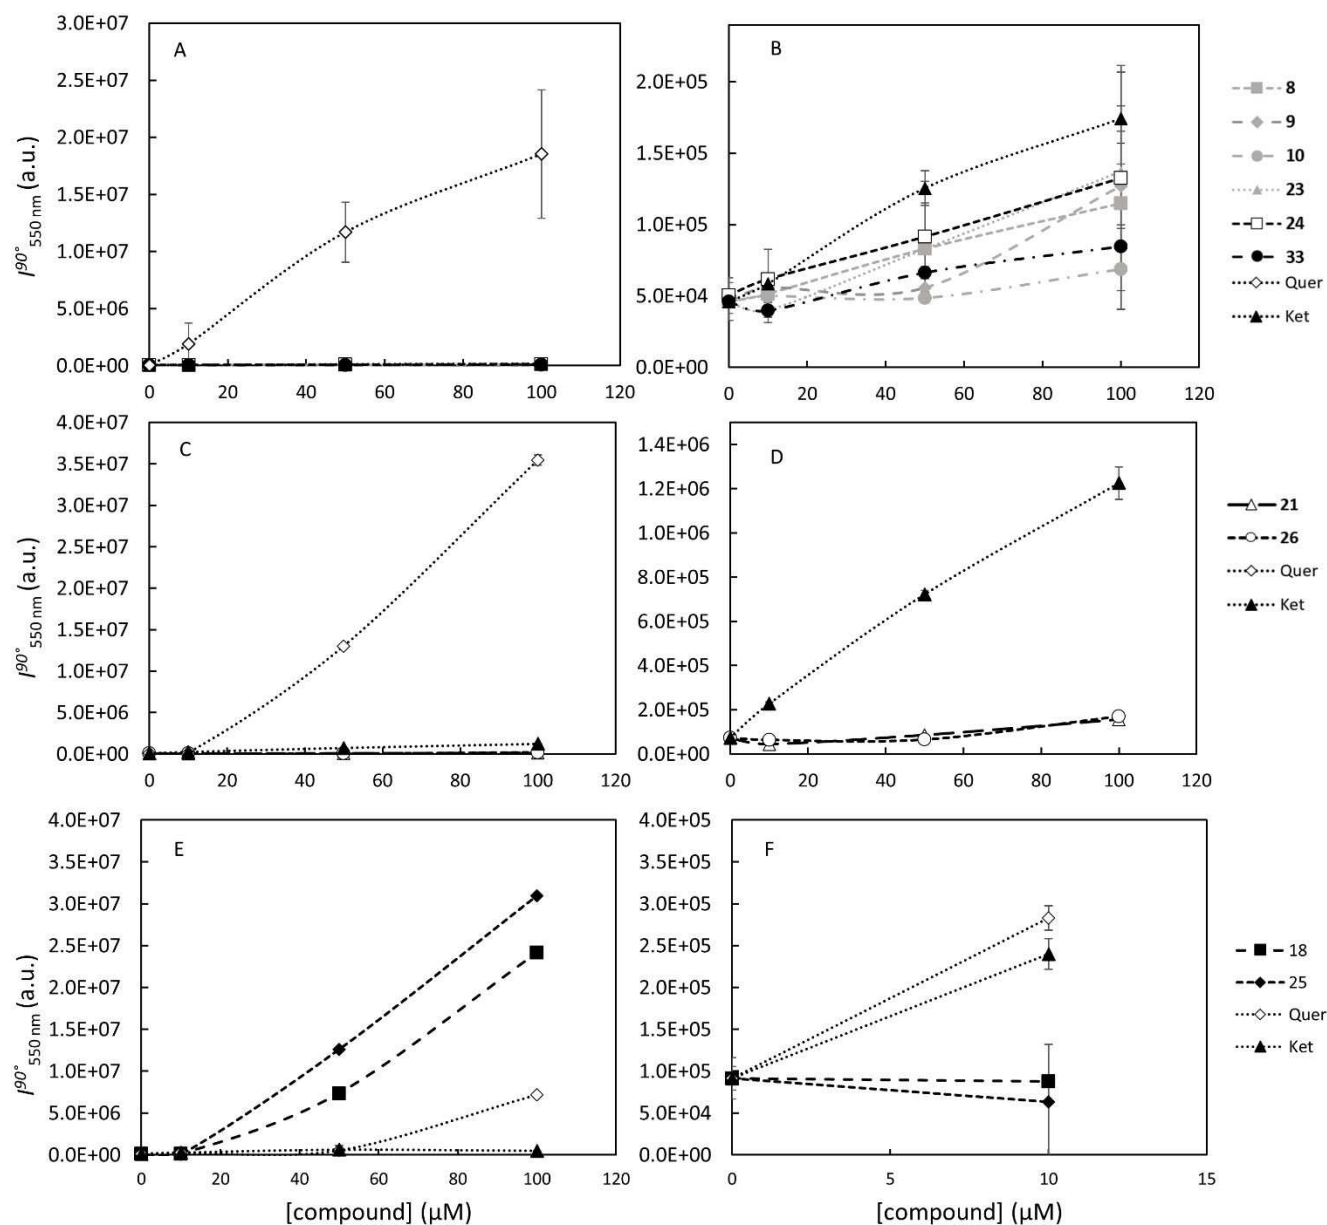 A
3.0E+07
2.5E+07
2.0E+07
1.5E+07
1.0E+07
5.0E+06
0.0E+00
0 20 40 60 80 100 120
I90°550 nm (a.u.)
B
2.0E+05
1.5E+05
1.0E+05
5.0E+04
0.0E+00
0 20 40 60 80 100 120
8
9
10
23
24
33
Quer
Ket
C
4.0E+07
3.5E+07
3.0E+07
2.5E+07
2.0E+07
1.5E+07
1.0E+07
5.0E+06
0.0E+00
0 20 40 60 80 100 120
I90°550 nm (a.u.)
D
1.4E+06
1.2E+06
1.0E+06
8.0E+05
6.0E+05
4.0E+05
2.0E+05
0.0E+00
0 20 40 60 80 100 120
21
26
Quer
Ket
E
4.0E+07
3.5E+07
3.0E+07
2.5E+07
2.0E+07
1.5E+07
1.0E+07
5.0E+06
0.0E+00
0 20 40 60 80 100 120
I90°550 nm (a.u.)
[compound] (µM)
F
4.0E+05
3.5E+05
3.0E+05
2.5E+05
2.0E+05
1.5E+05
1.0E+05
5.0E+04
0.0E+00
0 5 10 15
[compound] (µM)
18
25
Quer
Ket